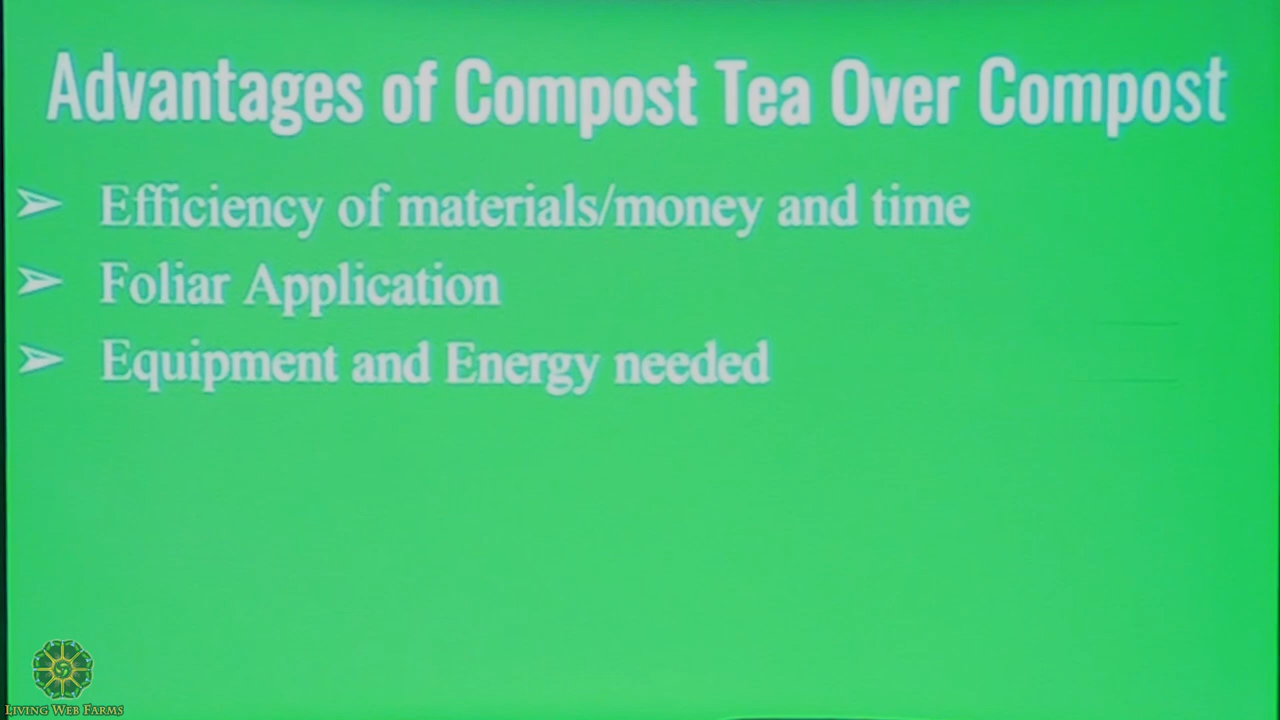 Advantages of Compost Tea Over Compost
➢ Efficiency of materials/money and time
➢ Foliar Application
➢ Equipment and Energy needed
LIVING WEB FARMS